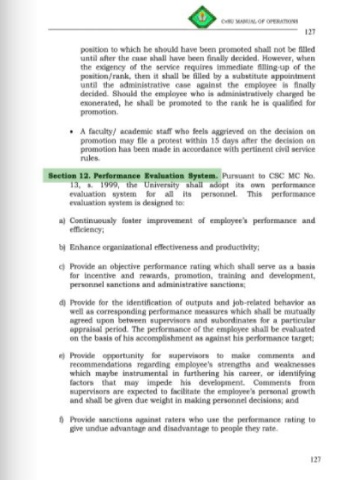 CvSU MANUAL OF OPERATIONS
127
position to which he should have been promoted shall not be filled
until after the case shall have been finally decided. However, when
the exigency of the service requires immediate filling-up of the
position/rank, then it shall be filled by a substitute appointment
until the administrative case against the employee is finally
decided. Should the employee who is administratively charged be
exonerated, he shall be promoted to the rank he is qualified for
promotion.
• A faculty/ academic staff who feels aggrieved on the decision on
promotion may file a protest within 15 days after the decision on
promotion has been made in accordance with pertinent civil service
rules.
Section 12. Performance Evaluation System. Pursuant to CSC MC No.
13, s. 1999, the University shall adopt its own performance
evaluation system for all its personnel. This performance
evaluation system is designed to:
a) Continuously foster improvement of employee's performance and
efficiency;
b) Enhance organizational effectiveness and productivity;
c) Provide an objective performance rating which shall serve as a basis
for incentive and rewards, promotion, training and development,
personnel sanctions and administrative sanctions;
d) Provide for the identification of outputs and job-related behavior as
well as corresponding performance measures which shall be mutually
agreed upon between supervisors and subordinates for a particular
appraisal period. The performance of the employee shall be evaluated
on the basis of his accomplishment as against his performance target;
e) Provide opportunity for supervisors to make comments and
recommendations regarding employee's strengths and weaknesses
which maybe instrumental in furthering his career, or identifying
factors that may impede his development. Comments from
supervisors are expected to facilitate the employee's personal growth
and shall be given due weight in making personnel decisions; and
f) Provide sanctions against raters who use the performance rating to
give undue advantage and disadvantage to people they rate.
127